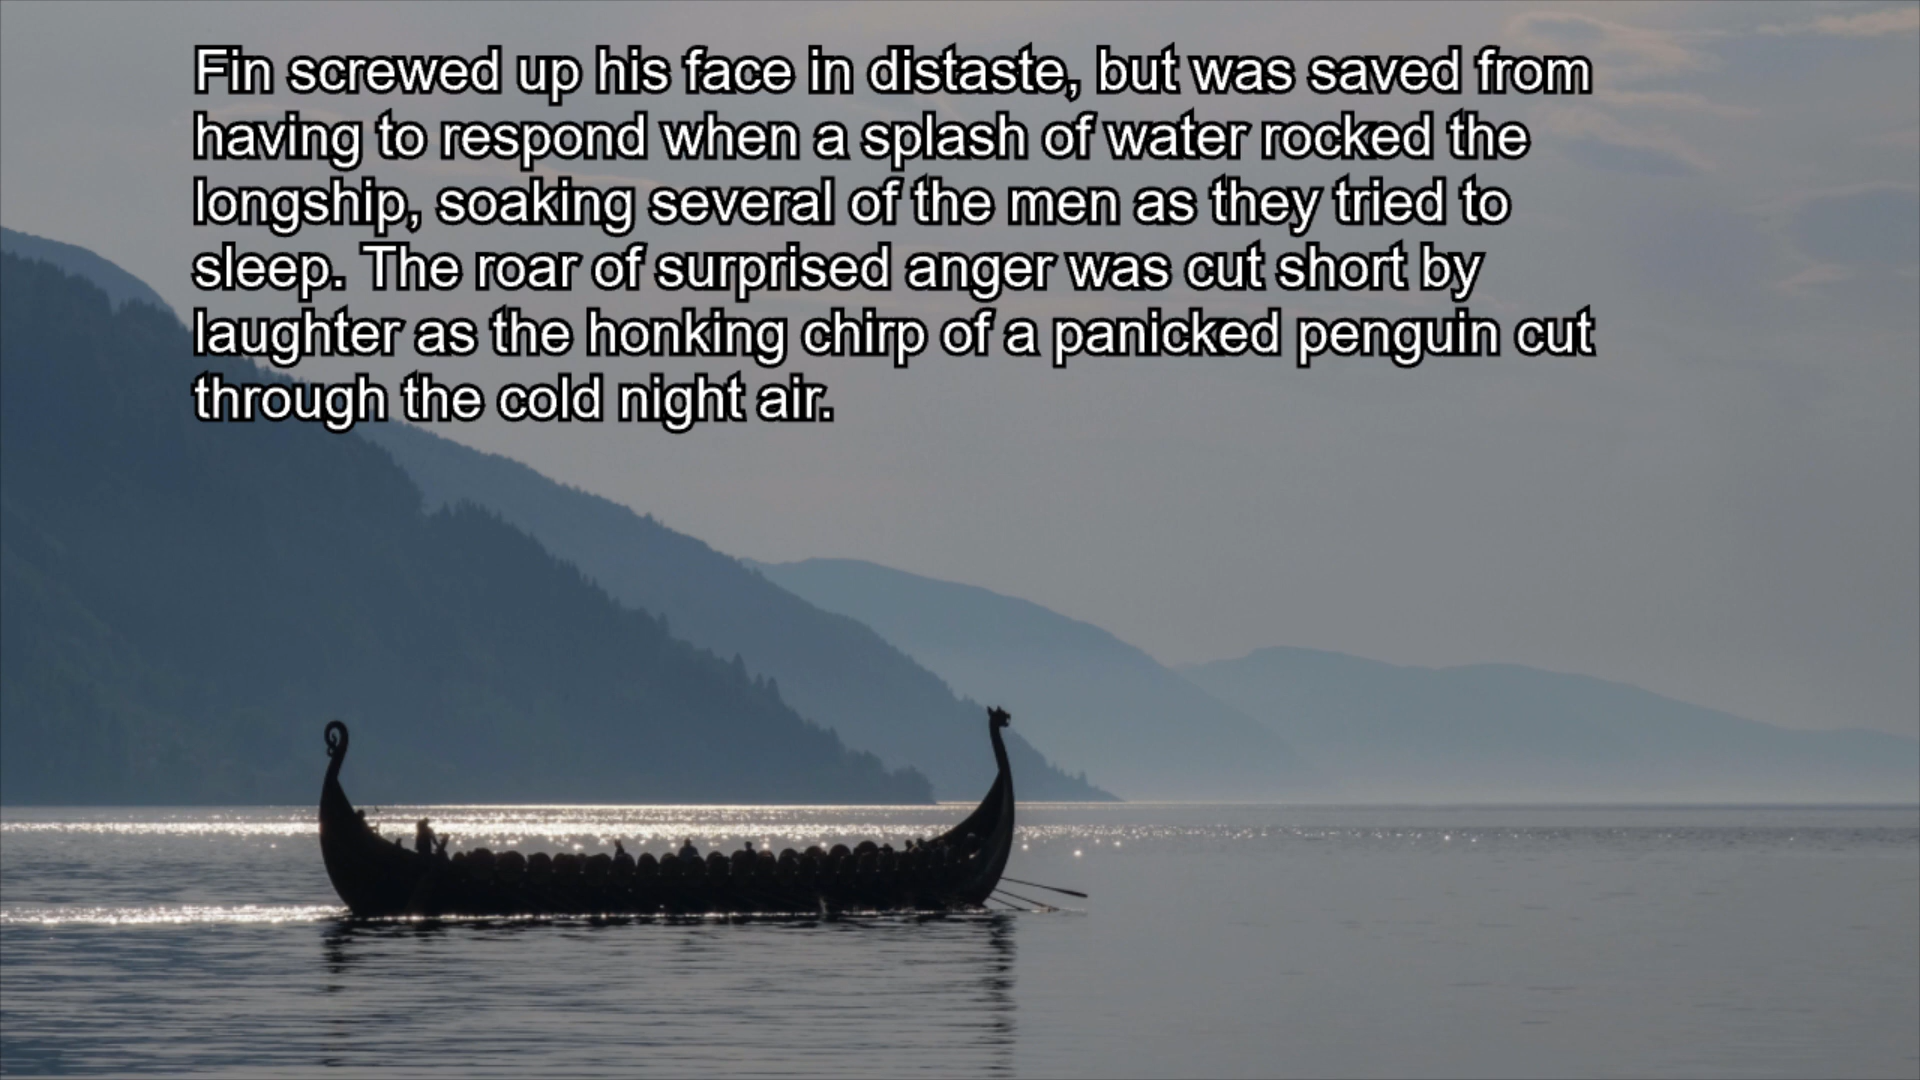 Fin screwed up his face in distaste, but was saved from
having to respond when a splash of water rocked the
longship, soaking several of the men as they tried to
sleep. The roar of surprised anger was cut short by
laughter as the honking chirp of a panicked penguin cut
through the cold night air.